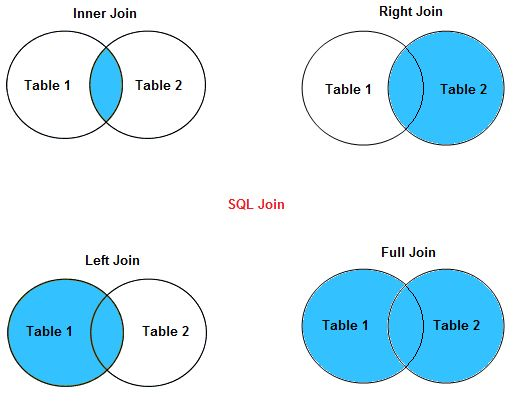 Inner Join
Table 1
Table 2
Right Join
Table 1
Table 2
SQL Join
Left Join
Table 1
Table 2
Full Join
Table 1
Table 2